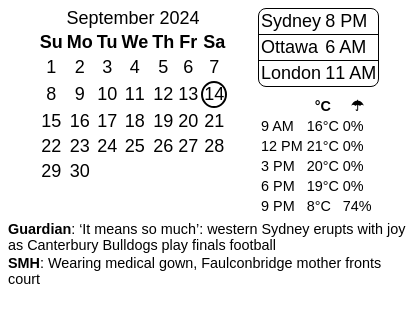 September 2024
Su Mo Tu We Th Fr Sa
1 2 3 4 5 6 7
8 9 10 11 12 13 14
15 16 17 18 19 20 21
22 23 24 25 26 27 28
29 30
Sydney 8 PM
Ottawa 6 AM
London 11 AM
°C ☂
9 AM 16°C 0%
12 PM 21°C 0%
3 PM 20°C 0%
6 PM 19°C 0%
9 PM 8°C 74%
Guardian: ‘It means so much’: western Sydney erupts with joy
as Canterbury Bulldogs play finals football
SMH: Wearing medical gown, Faulconbridge mother fronts
court